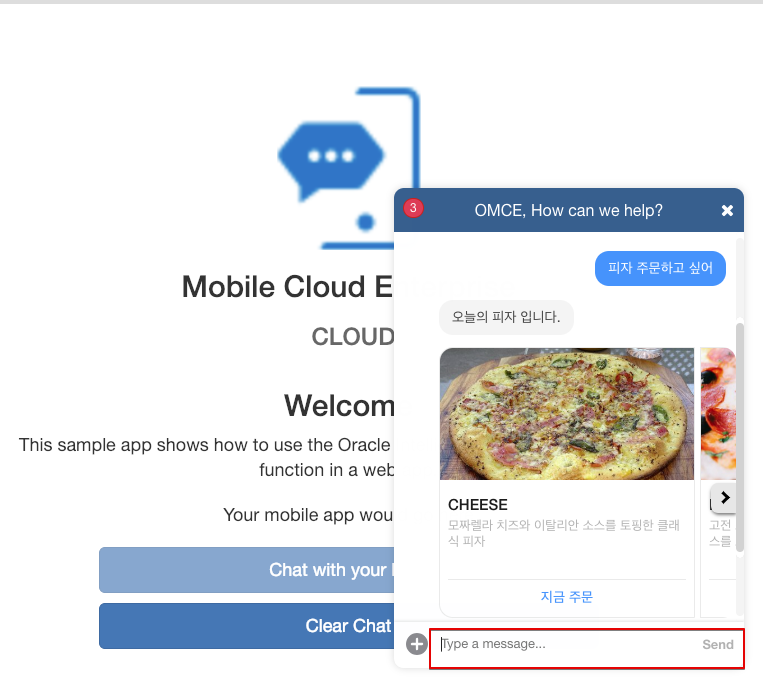 Mobile Cloud E
CLOUD
Welcom
This sample app shows how to use the Oracle
function in a web
Your mobile app wou
Chat with your
Clear Chat
3
OMCE, How can we help?
피자 주문하고 싶어
오늘의 피자 입니다.
CHEESE
모짜렐라 치즈와 이탈리안 소스를 토핑한 클래
식 피자
지금 주문
고전
스를
Type a message...
Send